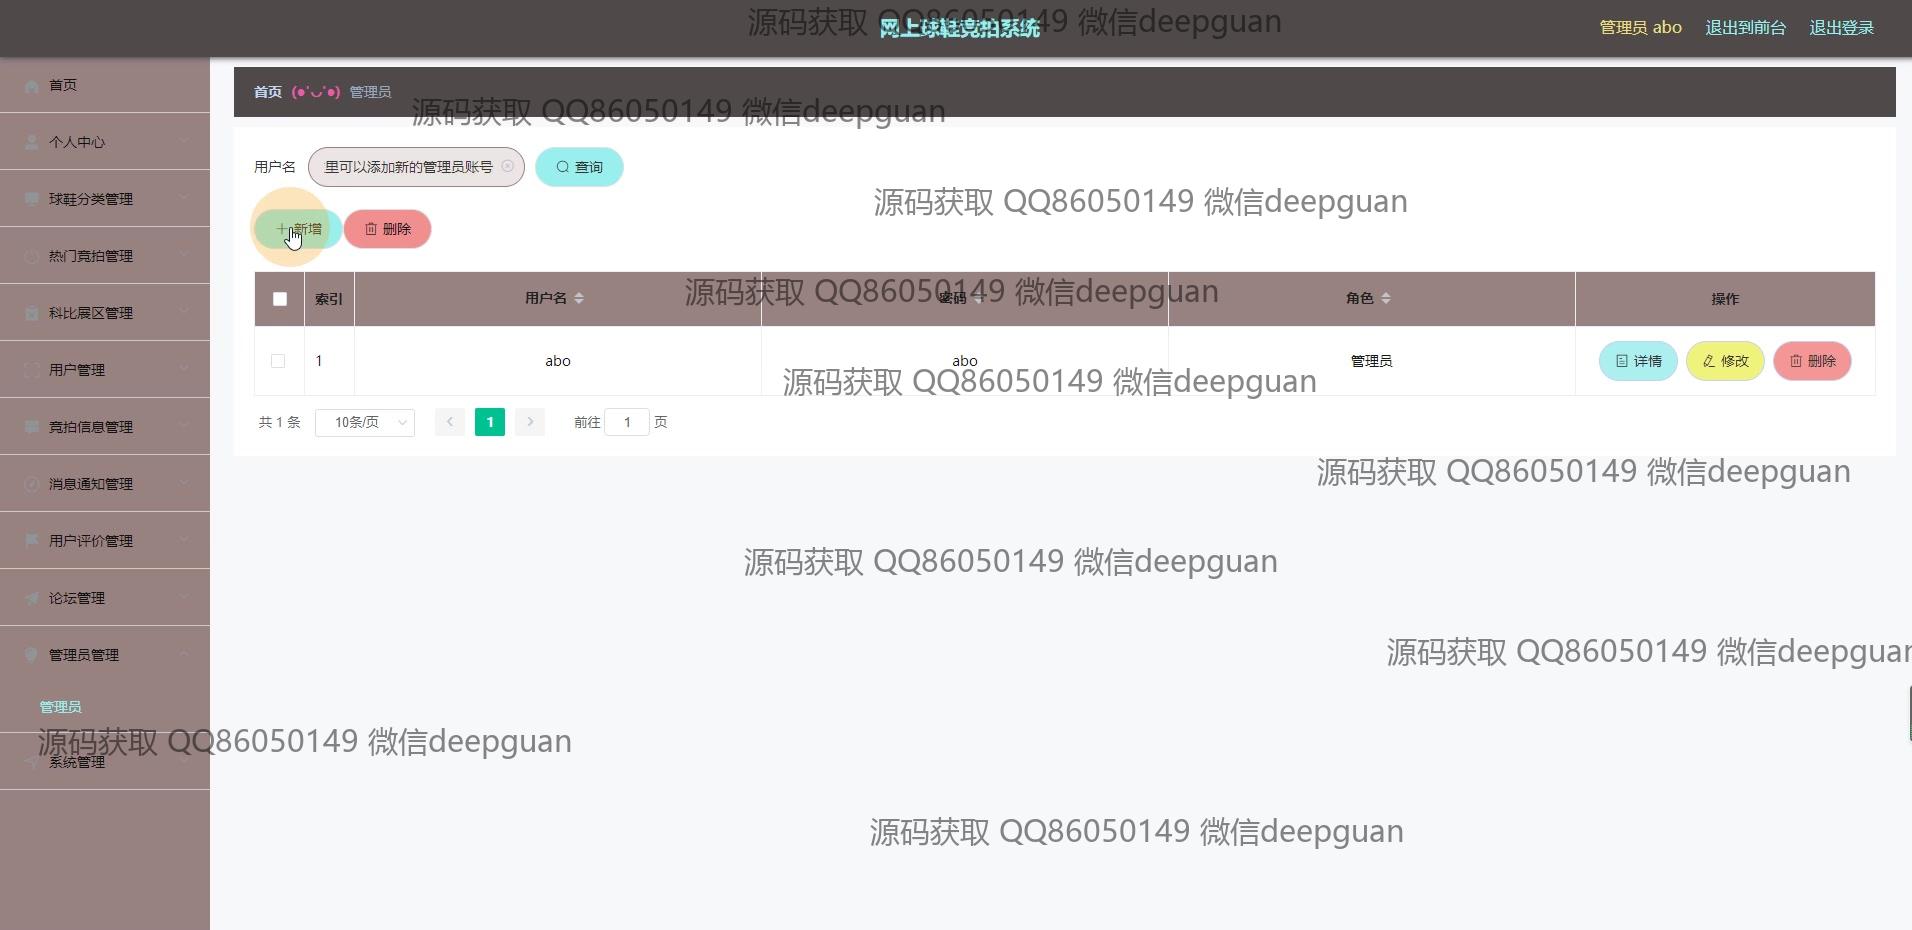 源码获取 QQ86050149 微信deepguan
网上球鞋竞拍系统
管理员 abo 退出到前台 退出登录
首页
个人中心
球鞋分类管理
热门竞拍管理
科比展区管理
用户管理
竞拍信息管理
消息通知管理
用户评价管理
论坛管理
管理员管理
管理员
系统管理
首页 (●'◡'●) 管理员
源码获取 QQ86050149 微信deepguan
用户名 里可以添加新的管理员账号 查询
源码获取 QQ86050149 微信deepguan
新增 删除
源码获取 QQ86050149 微信deepguan
索引 用户名 密码 角色 操作
1 abo abo 管理员 详情 修改 删除
源码获取 QQ86050149 微信deepguan
共 1 条 10条/页 1 前往 1 页
源码获取 QQ86050149 微信deepguan
源码获取 QQ86050149 微信deepguan
源码获取 QQ86050149 微信deepguan
源码获取 QQ86050149 微信deepguan
源码获取 QQ86050149 微信deepguan